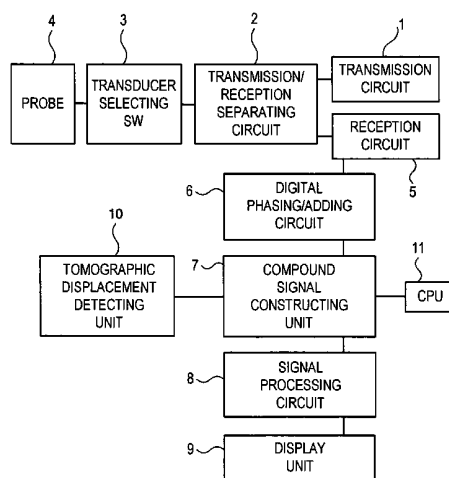 4
3
2
1
PROBE
TRANSDUCER
SELECTING
SW
TRANSMISSION/
RECEPTION
SEPARATING
CIRCUIT
TRANSMISSION
CIRCUIT
RECEPTION
CIRCUIT
5
6
DIGITAL
PHASING/ADDING
CIRCUIT
10
TOMOGRAPHIC
DISPLACEMENT
DETECTING
UNIT
7
COMPOUND
SIGNAL
CONSTRUCTING
UNIT
11
CPU
8
SIGNAL
PROCESSING
CIRCUIT
9
DISPLAY
UNIT